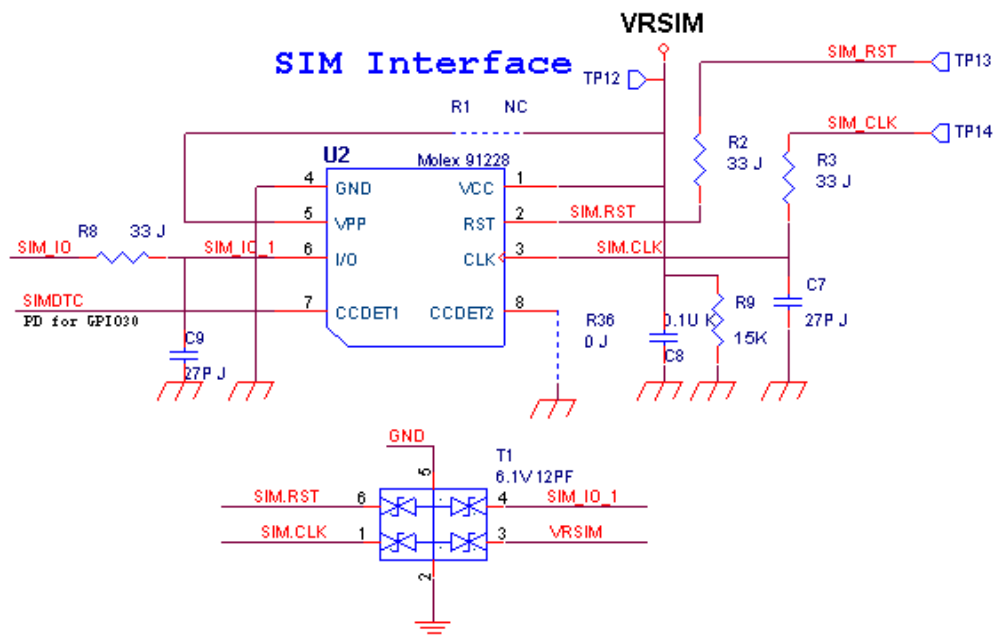 VRSIM
SIM Interface
TP12
SIM_RST
TP13
R1 NC
SIM_CLK
TP14
R2
33 J
R3
33 J
U2
Molex 91228
4 GND VCC 1
5 VPP RST 2 SIM.RST
R8 33 J
SIM_IO SIM_IO_1 6 I/O CLK 3 SIM.CLK
SIMDTC 7 CCDET1 CCDET2 8
PD for GPIO30
C9
27P J
R36
0 J
0.1U K
C8
R9
15K
C7
27P J
GND
5
T1
6.1V 12PF
SIM.RST 6 4 SIM_IO_1
SIM.CLK 1 3 VRSIM
2